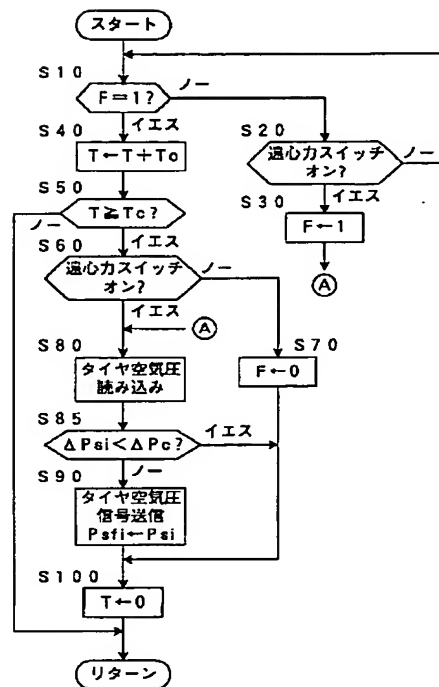 スタート
S10
F=1?
ノー
イエス
S40
T←T+To
S20
遠心力スイッチ
オン?
ノー
イエス
S50
T≧Tc?
ノー
イエス
S30
F←1
Ⓐ
S60
遠心力スイッチ
オン?
ノー
イエス
Ⓐ
S70
F←0
S80
タイヤ空気圧
読み込み
S85
ΔPsi<ΔPc?
イエス
ノー
S90
タイヤ空気圧
信号送信
Psfi←Psi
S100
T←0
リターン